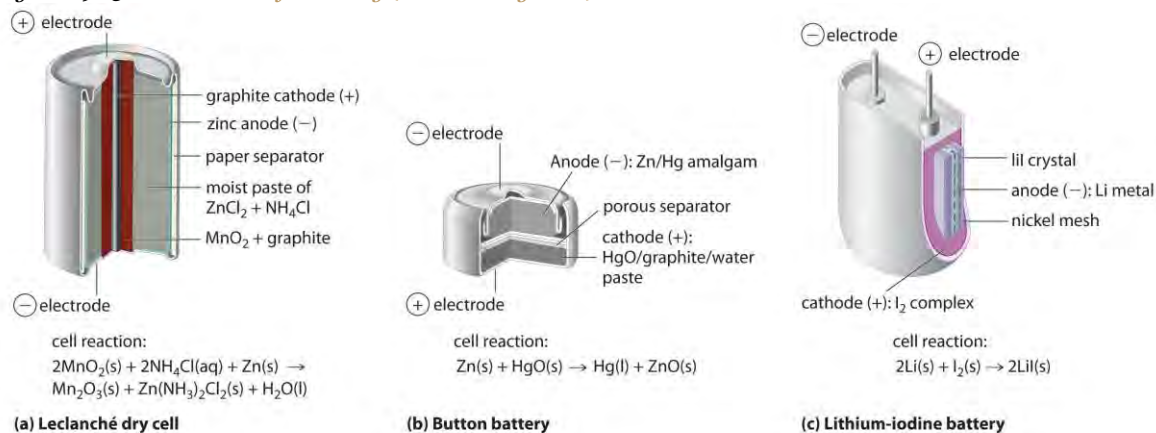 + electrode
graphite cathode (+)
zinc anode (−)
paper separator
moist paste of
ZnCl₂ + NH₄Cl
MnO₂ + graphite
− electrode
cell reaction:
2MnO₂(s) + 2NH₄Cl(aq) + Zn(s) →
Mn₂O₃(s) + Zn(NH₃)₂Cl₂(s) + H₂O(l)
(a) Leclanché dry cell
− electrode
Anode (−): Zn/Hg amalgam
porous separator
cathode (+):
HgO/graphite/water
paste
+ electrode
cell reaction:
Zn(s) + HgO(s) → Hg(l) + ZnO(s)
(b) Button battery
− electrode
+ electrode
liI crystal
anode (−): Li metal
nickel mesh
cathode (+): I₂ complex
cell reaction:
2Li(s) + I₂(s) → 2LiI(s)
(c) Lithium-iodine battery